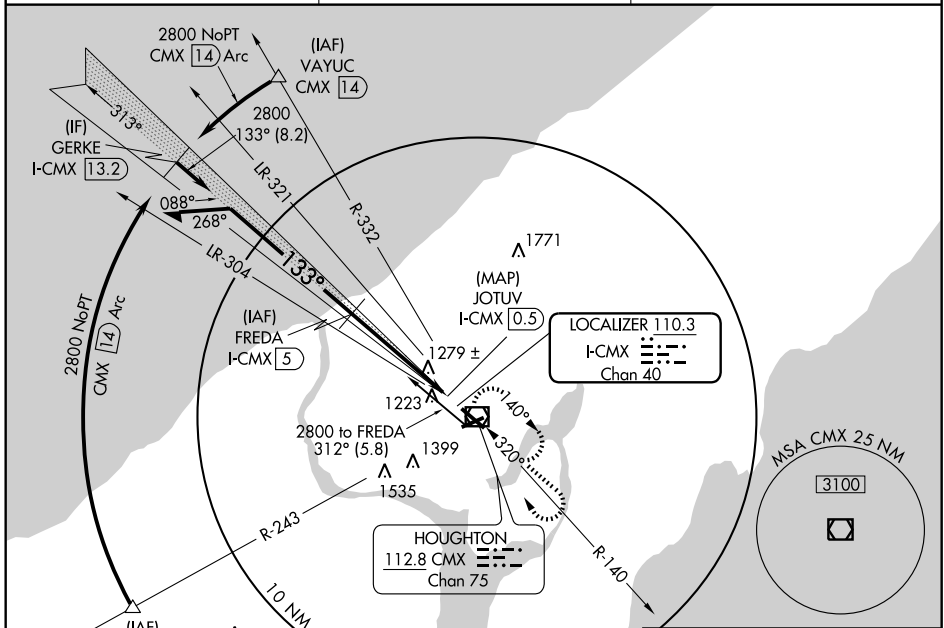 2800 NoPT
CMX 14 Arc
(IAF)
VAYUC
CMX 14
2800
133° (8.2)
313°
(IF)
GERKE
I-CMX 13.2
LR-321
R-332
088°
268°
LR-304
133°
1771
(MAP)
JOTUV
I-CMX 0.5
(IAF)
FREDA
I-CMX 5
LOCALIZER 110.3
I-CMX
Chan 40
2800 NoPT
CMX 14 Arc
1279 ±
1223
140°
2800 to FREDA
312° (5.8)
320°
1399
1535
MSA CMX 25 NM
3100
R-243
HOUGHTON
112.8 CMX
Chan 75
R-140
10 NM
(IAF)